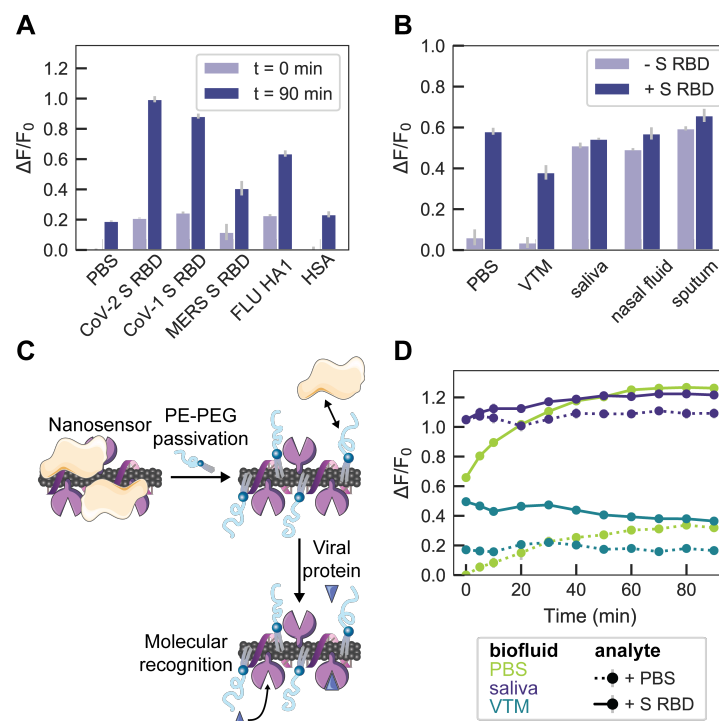 A
ΔF/F0
1.2
1.0
0.8
0.6
0.4
0.2
0.0
t = 0 min
t = 90 min
PBS
CoV-2 S RBD
CoV-1 S RBD
MERS S RBD
FLU HA1
HSA
B
ΔF/F0
1.0
0.8
0.6
0.4
0.2
0.0
- S RBD
+ S RBD
PBS
VTM
saliva
nasal fluid
sputum
C
Nanosensor
PE-PEG
passivation
Viral
protein
Molecular
recognition
D
ΔF/F0
1.2
1.0
0.8
0.6
0.4
0.2
0.0
0
20
40
60
80
Time (min)
biofluid
PBS
saliva
VTM
analyte
+ PBS
+ S RBD